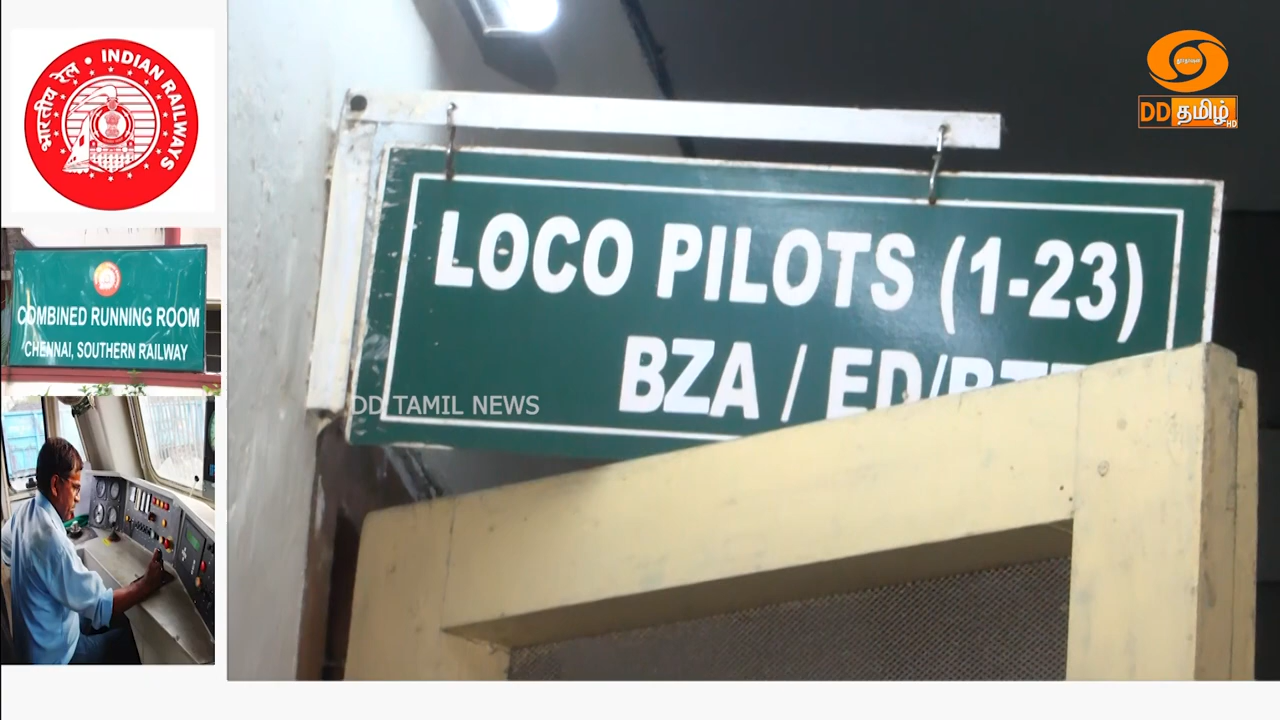 भारतीय रेल • INDIAN RAILWAYS
COMBINED RUNNING ROOM
CHENNAI, SOUTHERN RAILWAY
DD தமிழ் HD
LOCO PILOTS (1-23)
BZA / ED/
DD TAMIL NEWS